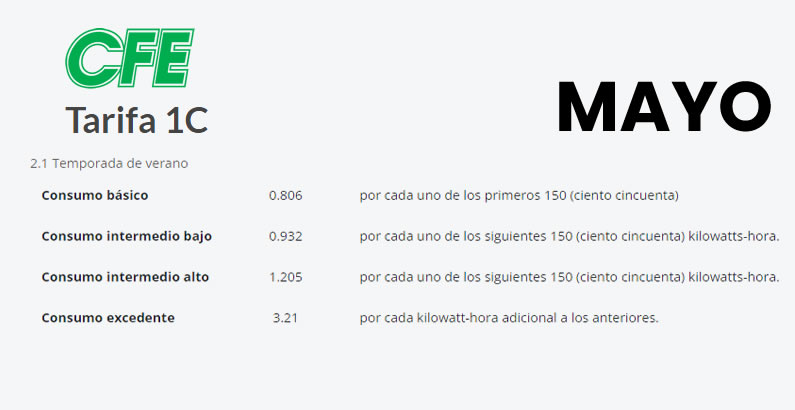 CFE
Tarifa 1C
MAYO
2.1 Temporada de verano
Consumo básico 0.806 por cada uno de los primeros 150 (ciento cincuenta)
Consumo intermedio bajo 0.932 por cada uno de los siguientes 150 (ciento cincuenta) kilowatts-hora.
Consumo intermedio alto 1.205 por cada uno de los siguientes 150 (ciento cincuenta) kilowatts-hora.
Consumo excedente 3.21 por cada kilowatt-hora adicional a los anteriores.